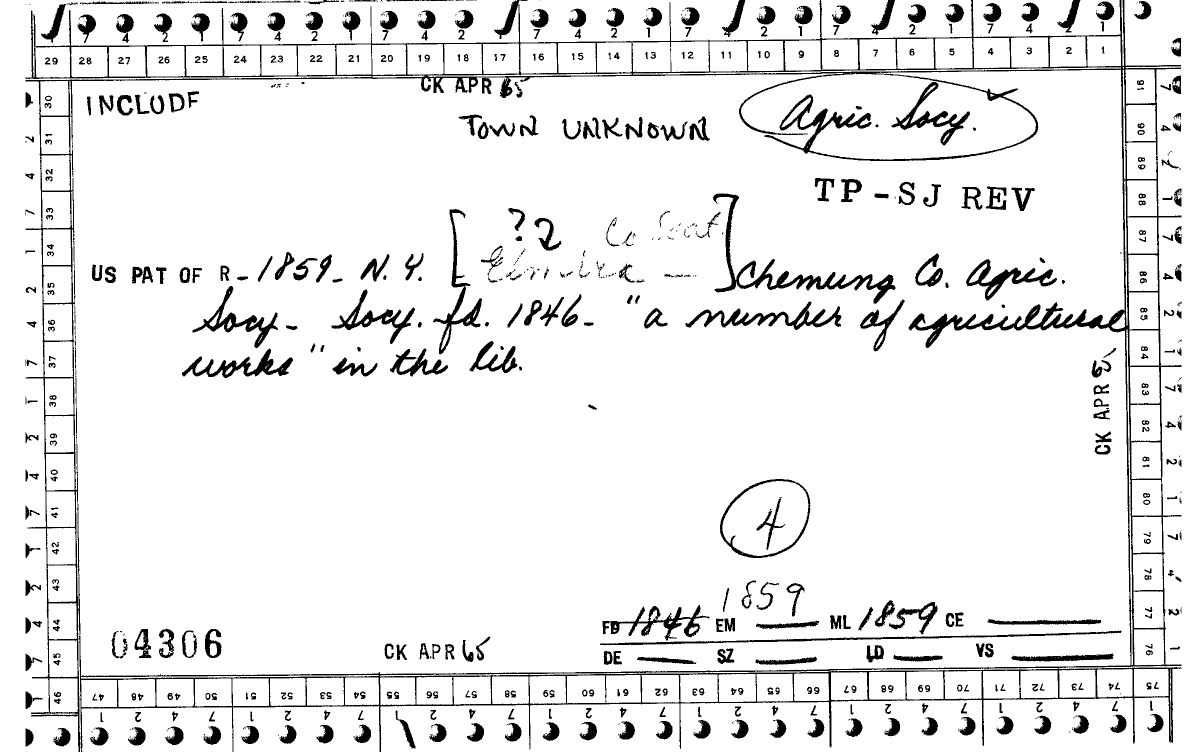 7 4 2 1 7 4 2 1 7 4 2 1 7 4 2 1 7 4 2 1 7 4 2 1 7 4 2 1
29 28 27 26 25 24 23 22 21 20 19 18 17 16 15 14 13 12 11 10 9 8 7 6 5 4 3 2 1
INCLUDE
CK APR 65
TOWN UNKNOWN
Agric. Socy.
TP-SJ REV
[?2 Co Seat
US PAT OF R - 1859 - N.Y. Elmira —] Chemung Co. Agric.
Socy - Socy. fd. 1846 - "a number of agricultural
works" in the lib.
CK APR 65
4
1859
FD 1846 EM ML 1859 CE
04306
CK APR 65
DE SZ LD VS
30 31 32 33 34 35 36 37 38 39 40 41 42 43 44 45 46
91 90 89 88 87 86 85 84 83 82 81 80 79 78 77 76 75
47 48 49 50 51 52 53 54 55 56 57 58 59 60 61 62 63 64 65 66 67 68 69 70 71 72 73 74 75
1 2 4 7 1 2 4 7 1 2 4 7 1 2 4 7 1 2 4 7 1 2 4 7 1 2 4 7 1